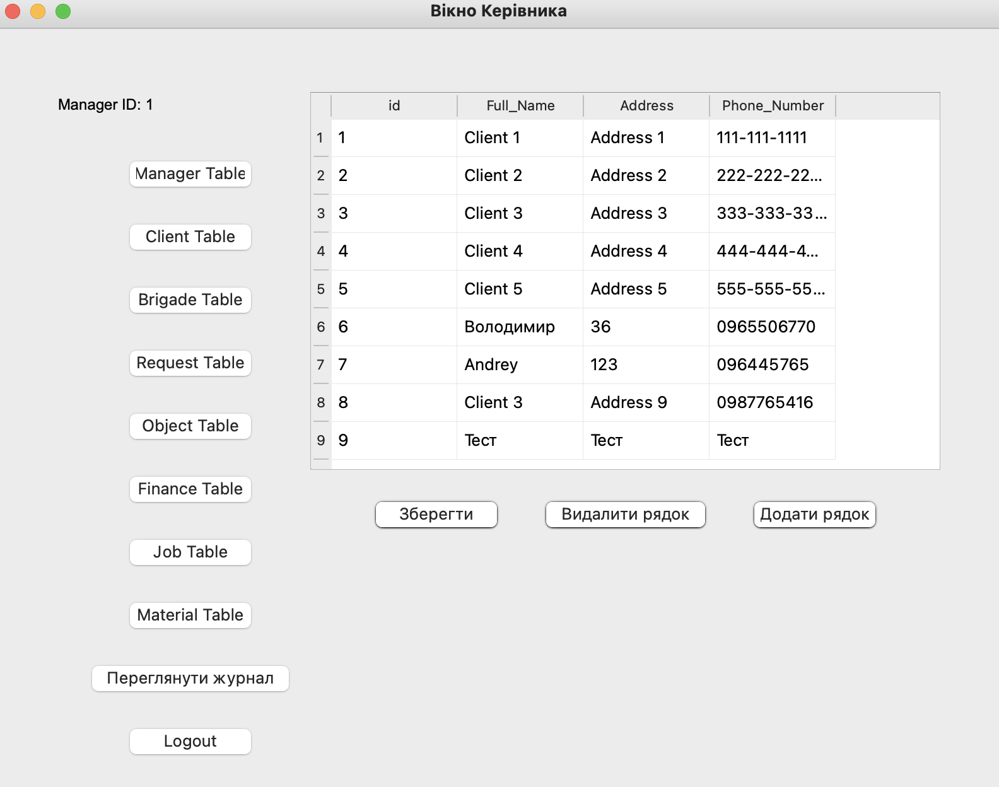 Вікно Керівника
Manager ID: 1
Manager Table
Client Table
Brigade Table
Request Table
Object Table
Finance Table
Job Table
Material Table
Переглянути журнал
Logout
id Full_Name Address Phone_Number
1 1 Client 1 Address 1 111-111-1111
2 2 Client 2 Address 2 222-222-22...
3 3 Client 3 Address 3 333-333-33...
4 4 Client 4 Address 4 444-444-4...
5 5 Client 5 Address 5 555-555-55...
6 6 Володимир 36 0965506770
7 7 Andrey 123 096445765
8 8 Client 3 Address 9 0987765416
9 9 Тест Тест Тест
Зберегти Видалити рядок Додати рядок